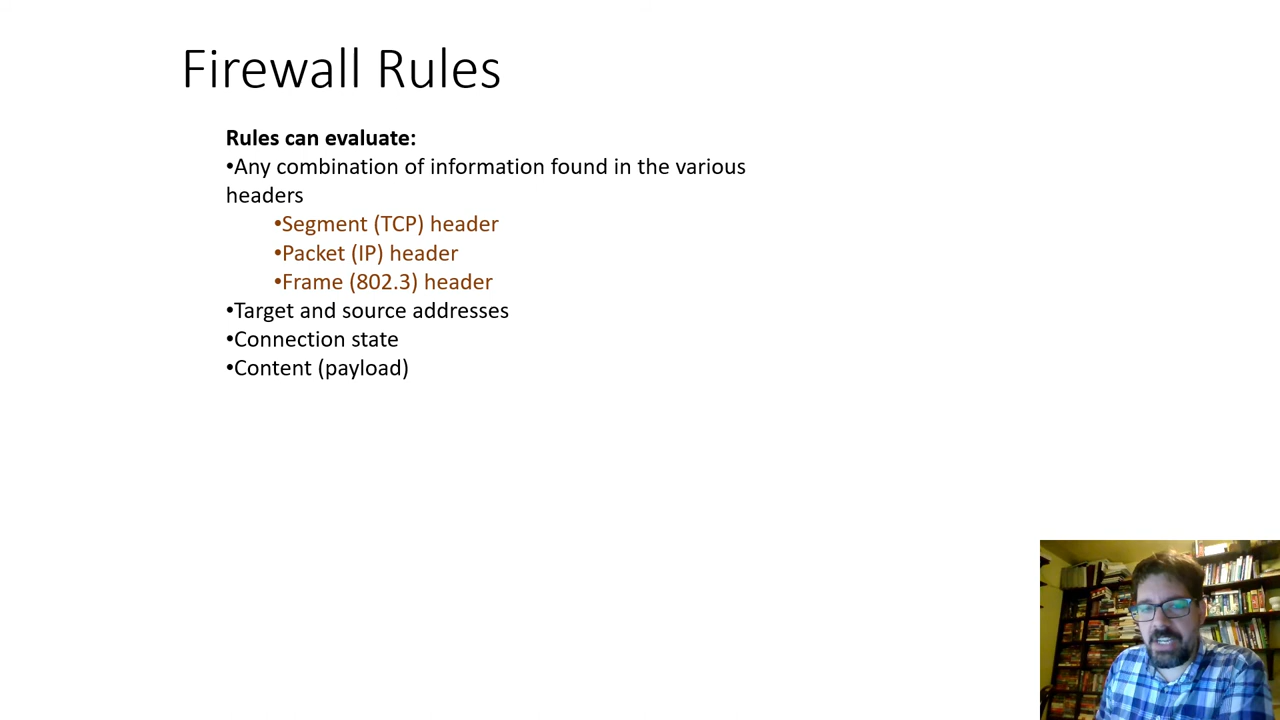 Firewall Rules
Rules can evaluate:
•Any combination of information found in the various
headers
•Segment (TCP) header
•Packet (IP) header
•Frame (802.3) header
•Target and source addresses
•Connection state
•Content (payload)